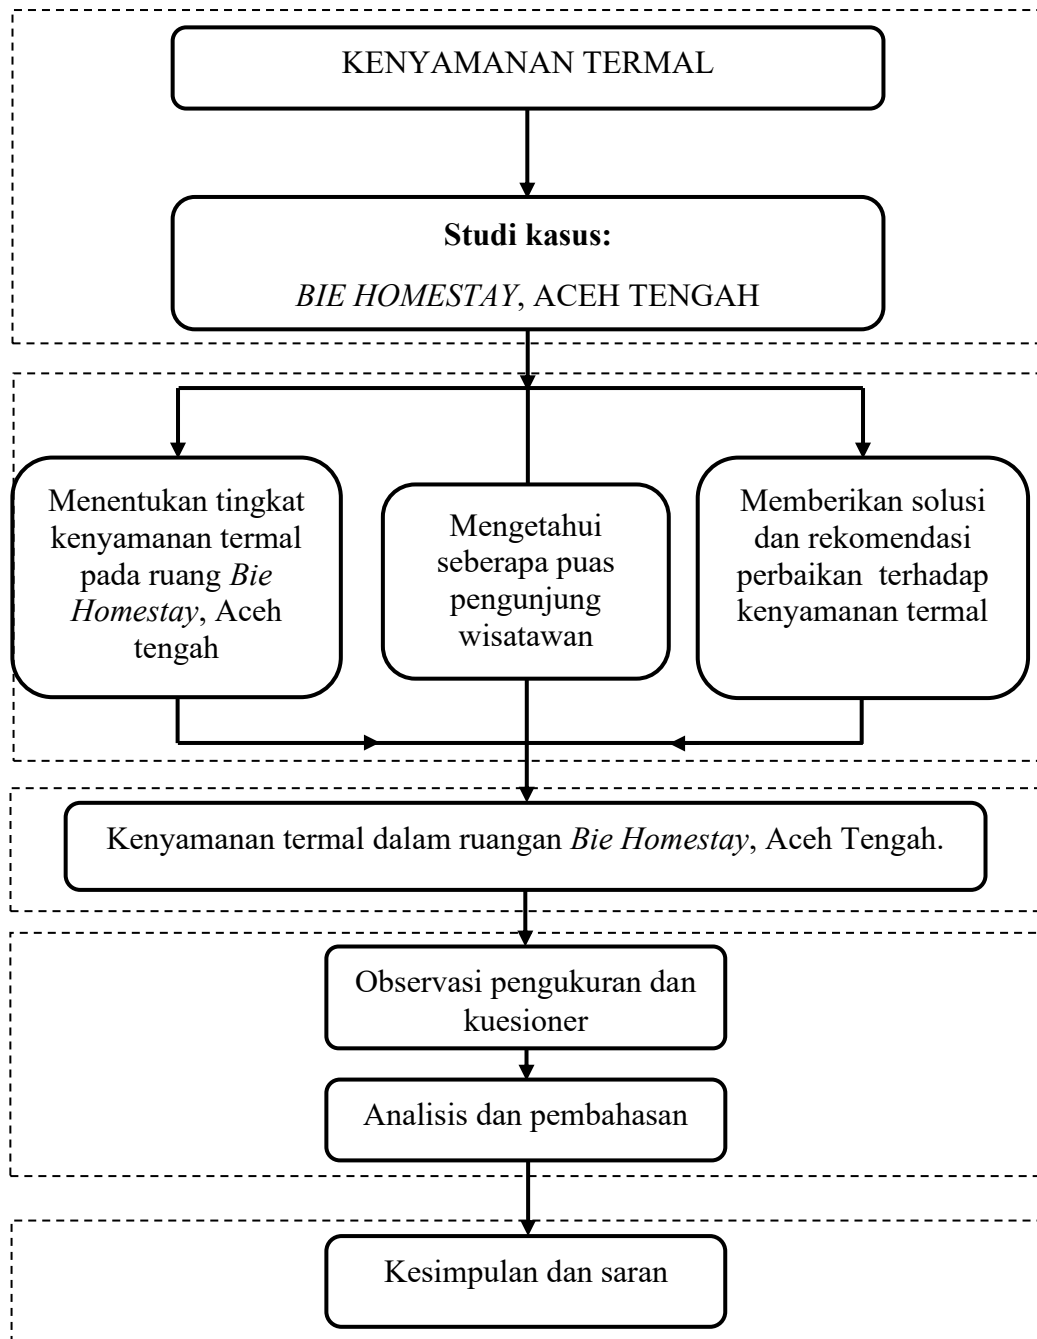 KENYAMANAN TERMAL
Studi kasus:
BIE HOMESTAY, ACEH TENGAH
Menentukan tingkat
kenyamanan termal
pada ruang Bie
Homestay, Aceh
tengah
Mengetahui
seberapa puas
pengunjung
wisatawan
Memberikan solusi
dan rekomendasi
perbaikan  terhadap
kenyamanan termal
Kenyamanan termal dalam ruangan Bie Homestay, Aceh Tengah.
Observasi pengukuran dan
kuesioner
Analisis dan pembahasan
Kesimpulan dan saran